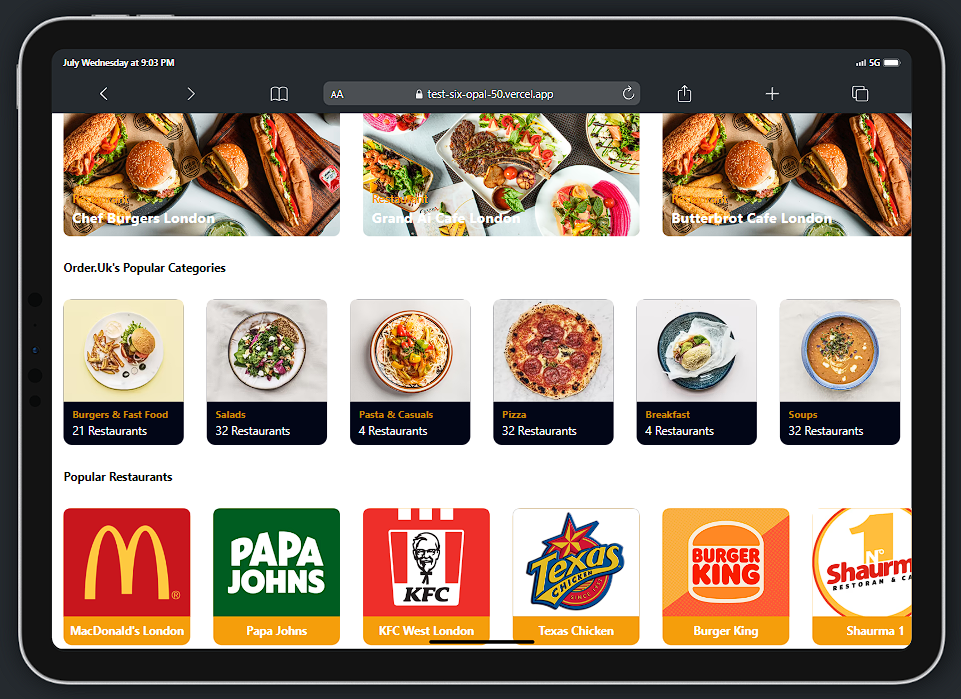 July Wednesday at 9:03 PM
5G
AA
test-six-opal-50.vercel.app
Restaurant
Chef Burgers London
Restaurant
Grand Ai Cafe London
Restaurant
Butterbrot Cafe London
Order.Uk's Popular Categories
Burgers & Fast Food
21 Restaurants
Salads
32 Restaurants
Pasta & Casuals
4 Restaurants
Pizza
32 Restaurants
Breakfast
4 Restaurants
Soups
32 Restaurants
Popular Restaurants
®
MacDonald's London
PAPA
JOHNS
Papa Johns
KFC
KFC West London
Texas
CHICKEN
Texas Chicken
BURGER
KING
Burger King
1
N°
Shaurm
RESTORAN & CA
Shaurma 1